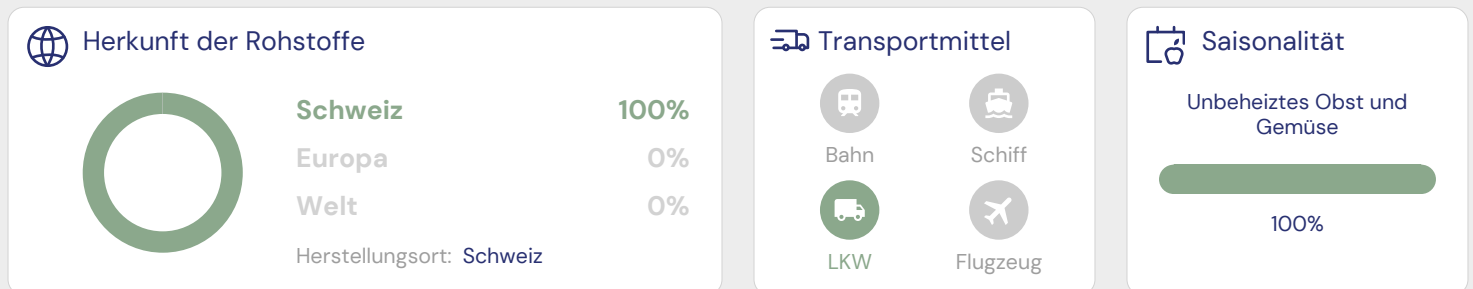 Herkunft der Rohstoffe
Schweiz 100%
Europa 0%
Welt 0%
Herstellungsort: Schweiz
Transportmittel
Bahn Schiff
LKW Flugzeug
Saisonalität
Unbeheiztes Obst und
Gemüse
100%